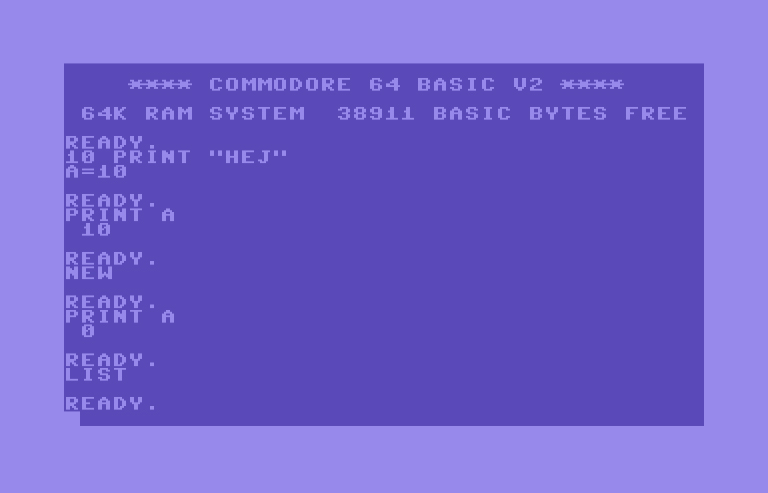 **** COMMODORE 64 BASIC V2 ****
64K RAM SYSTEM  38911 BASIC BYTES FREE
READY.
10 PRINT "HEJ"
A=10
READY.
PRINT A
10
READY.
NEW
READY.
PRINT A
0
READY.
LIST
READY.